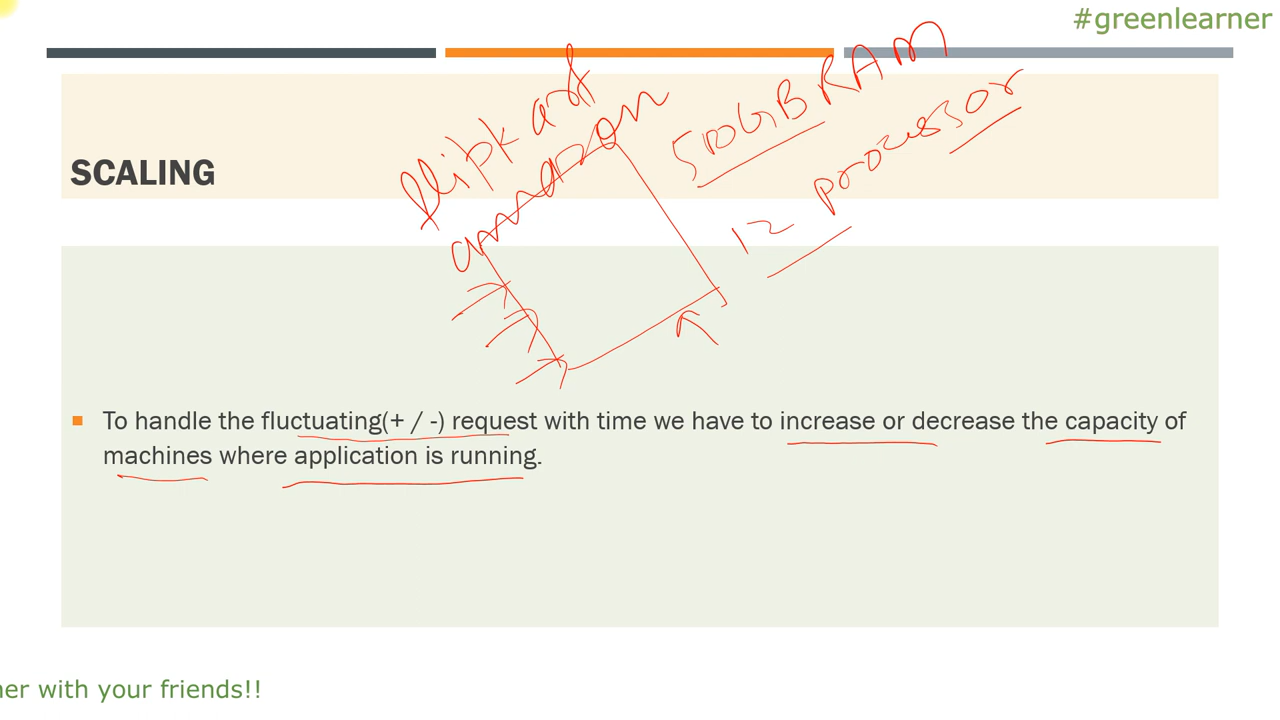 #greenlearner
SCALING
flipkart
amazon
500GB RAM
12 processor
To handle the fluctuating(+ / -) request with time we have to increase or decrease the capacity of
machines where application is running.
ner with your friends!!